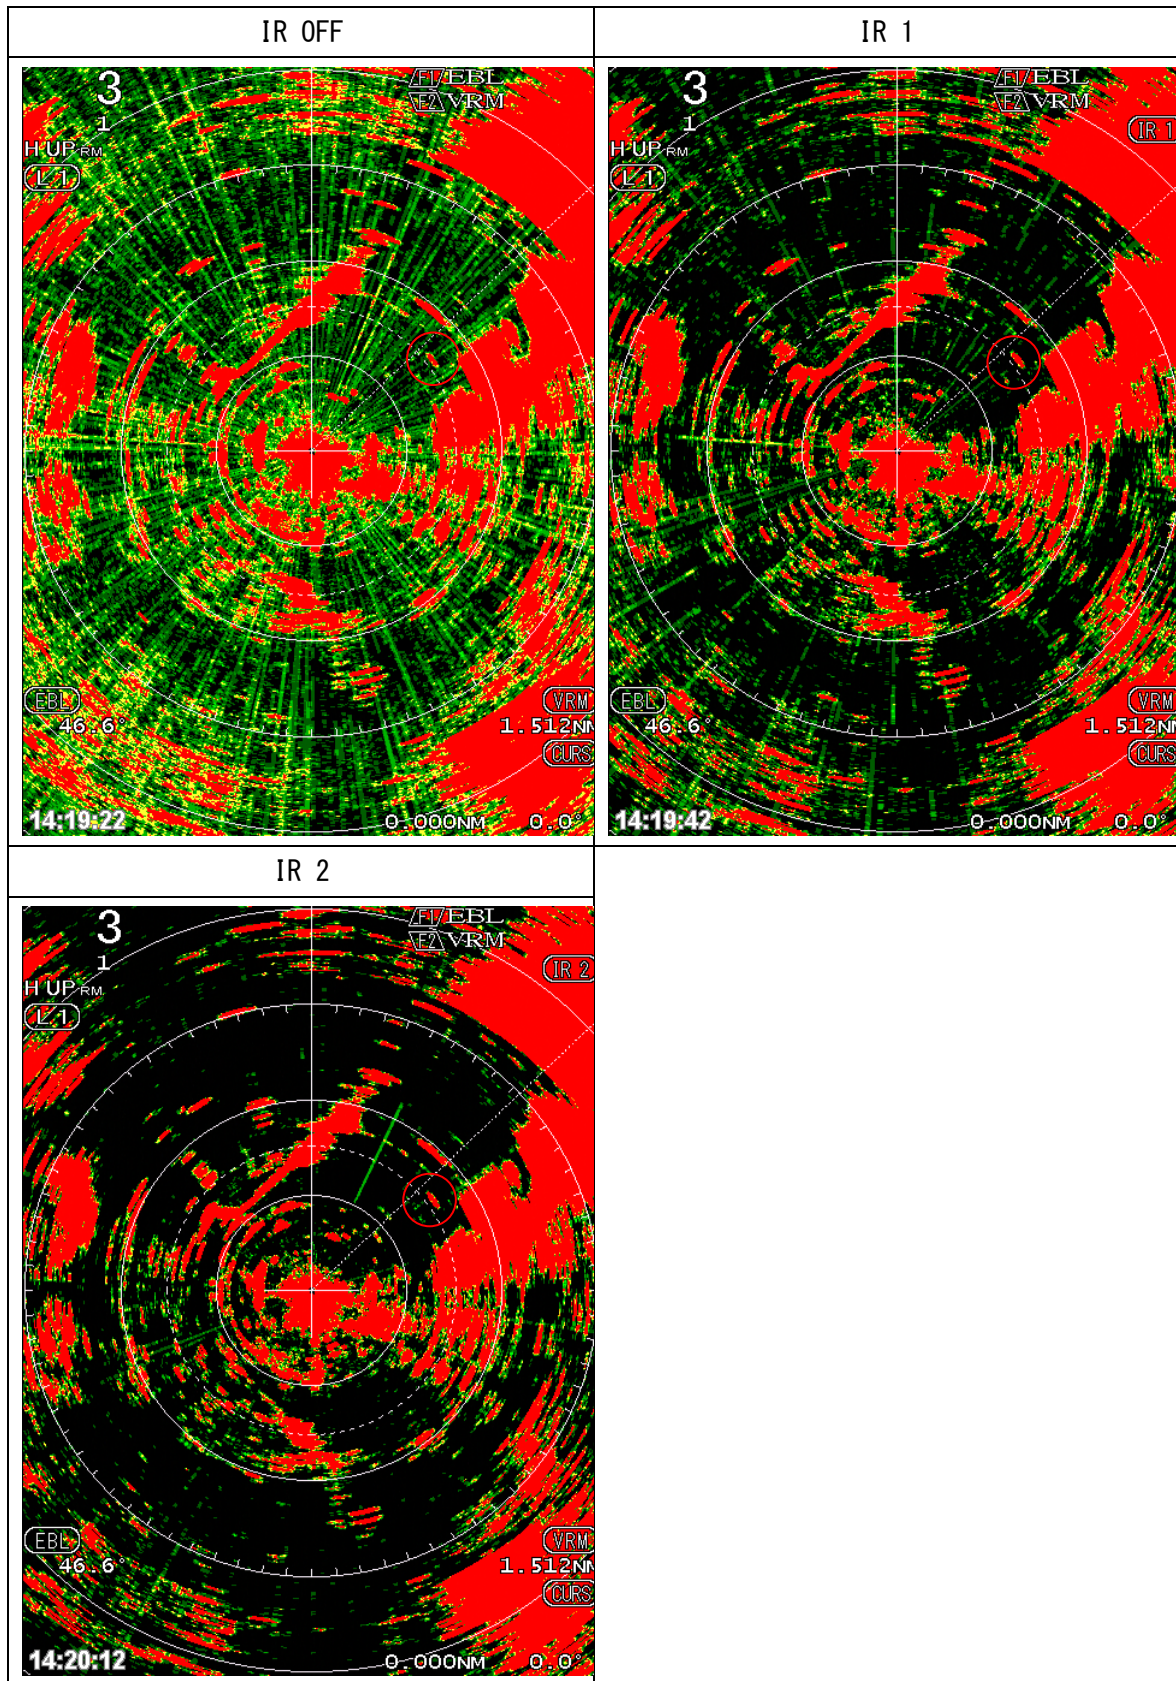 IR OFF
IR 1
3
1
H UP RM
L 1
F1 EBL
F2 VRM
EBL
46.6°
VRM
1.512NM
CURS
14:19:22
0.000NM 0.0°
3
1
H UP RM
L 1
F1 EBL
F2 VRM
IR 1
EBL
46.6°
VRM
1.512NM
CURS
14:19:42
0.000NM 0.0°
IR 2
3
1
H UP RM
L 1
F1 EBL
F2 VRM
IR 2
EBL
46.6°
VRM
1.512NM
CURS
14:20:12
0.000NM 0.0°